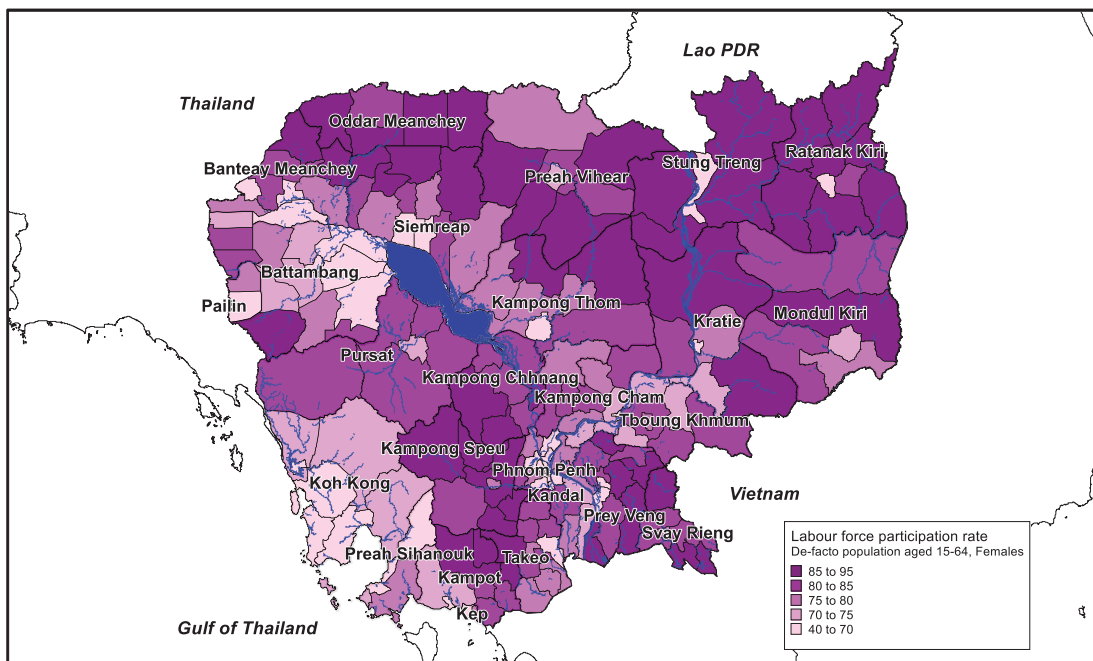 Lao PDR
Thailand
Oddar Meanchey
Ratanak Kiri
Stung Treng
Banteay Meanchey
Preah Vihear
Siemreap
Battambang
Pailin
Kampong Thom
Mondul Kiri
Kratie
Pursat
Kampong Chhnang
Kampong Cham
Tboung Khmum
Kampong Speu
Phnom Penh
Koh Kong
Kandal
Vietnam
Prey Veng
Svay Rieng
Preah Sihanouk
Takeo
Kampot
Kep
Gulf of Thailand
Labour force participation rate
De-facto population aged 15-64, Females
85 to 95
80 to 85
75 to 80
70 to 75
40 to 70